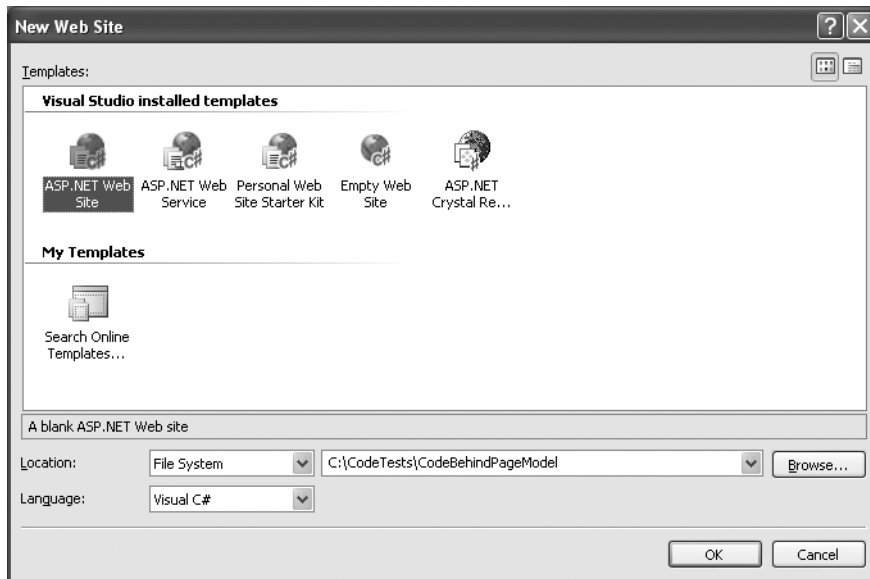 New Web Site
Templates:
Visual Studio installed templates
ASP.NET Web Site
ASP.NET Web Service
Personal Web Site Starter Kit
Empty Web Site
ASP.NET Crystal Re...
My Templates
Search Online Templates...
A blank ASP.NET Web site
Location:
File System
C:\CodeTests\CodeBehindPageModel
Browse...
Language:
Visual C#
OK
Cancel